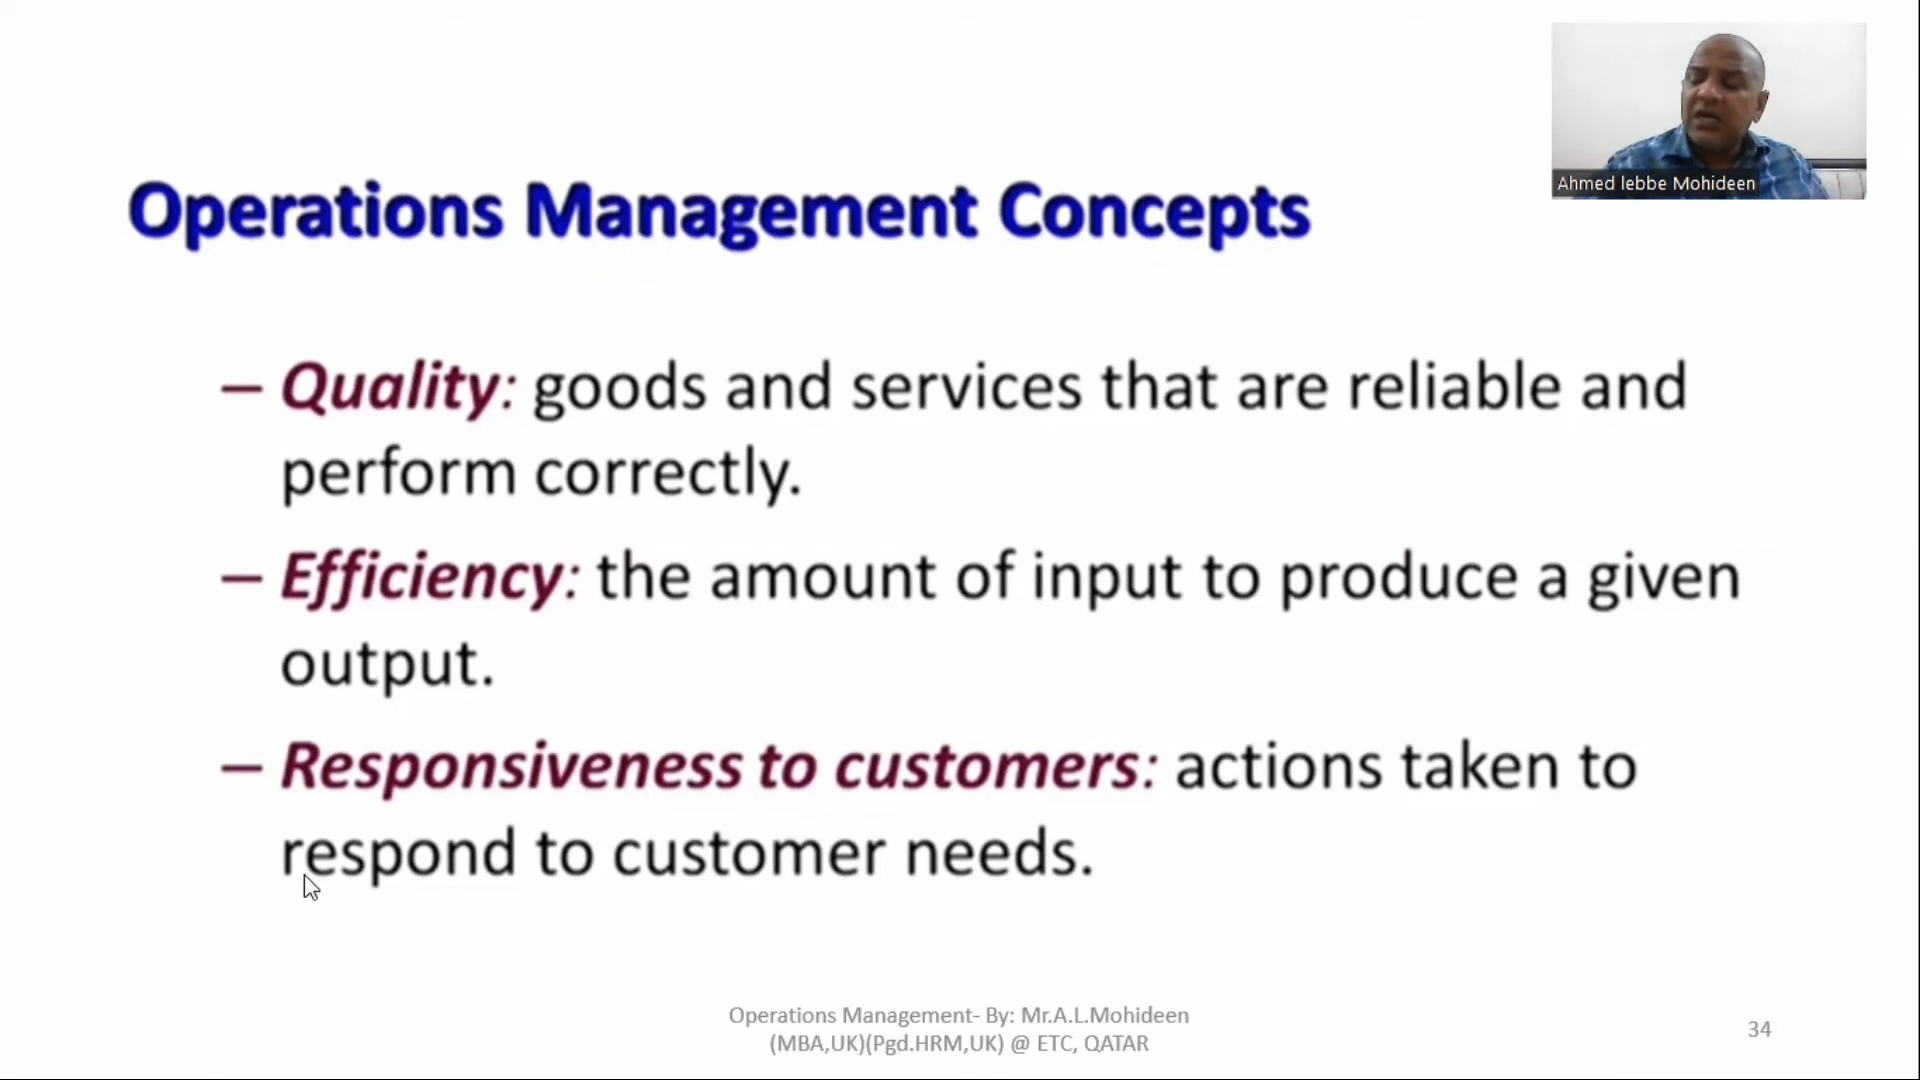 Ahmed lebbe Mohideen
Operations Management Concepts
– Quality: goods and services that are reliable and
perform correctly.
– Efficiency: the amount of input to produce a given
output.
– Responsiveness to customers: actions taken to
respond to customer needs.
Operations Management- By: Mr.A.L.Mohideen
(MBA,UK)(Pgd.HRM,UK) @ ETC, QATAR
34